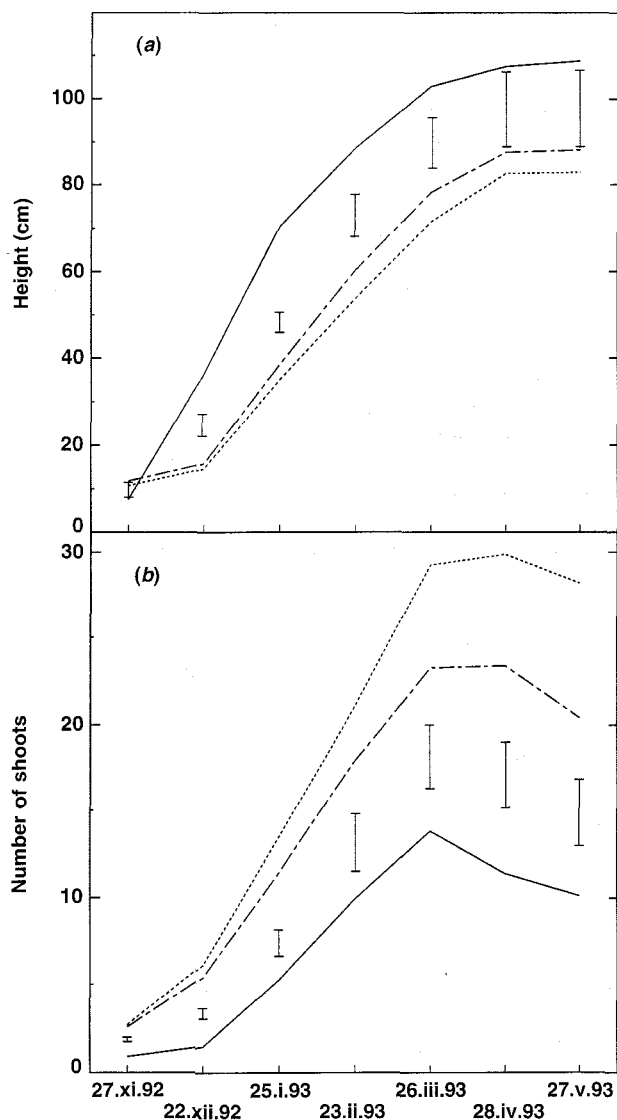 (a)
100
80
60
40
20
0
Height (cm)
(b)
30
20
10
0
Number of shoots
27.xi.92
22.xii.92
25.i.93
23.ii.93
26.iii.93
28.iv.93
27.v.93